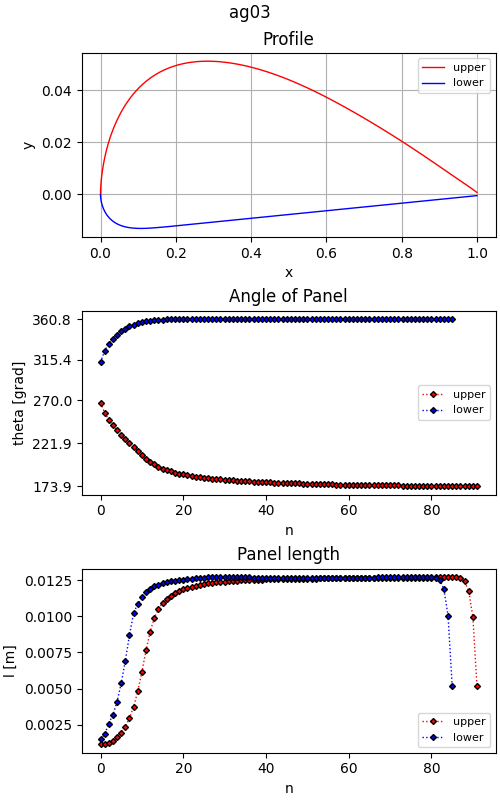 ag03
Profile
upper
lower
0.04
0.02
0.00
y
0.0 0.2 0.4 0.6 0.8 1.0
x
Angle of Panel
360.8
315.4
270.0
221.9
173.9
theta [grad]
upper
lower
0 20 40 60 80
n
Panel length
0.0125
0.0100
0.0075
0.0050
0.0025
l [m]
upper
lower
0 20 40 60 80
n